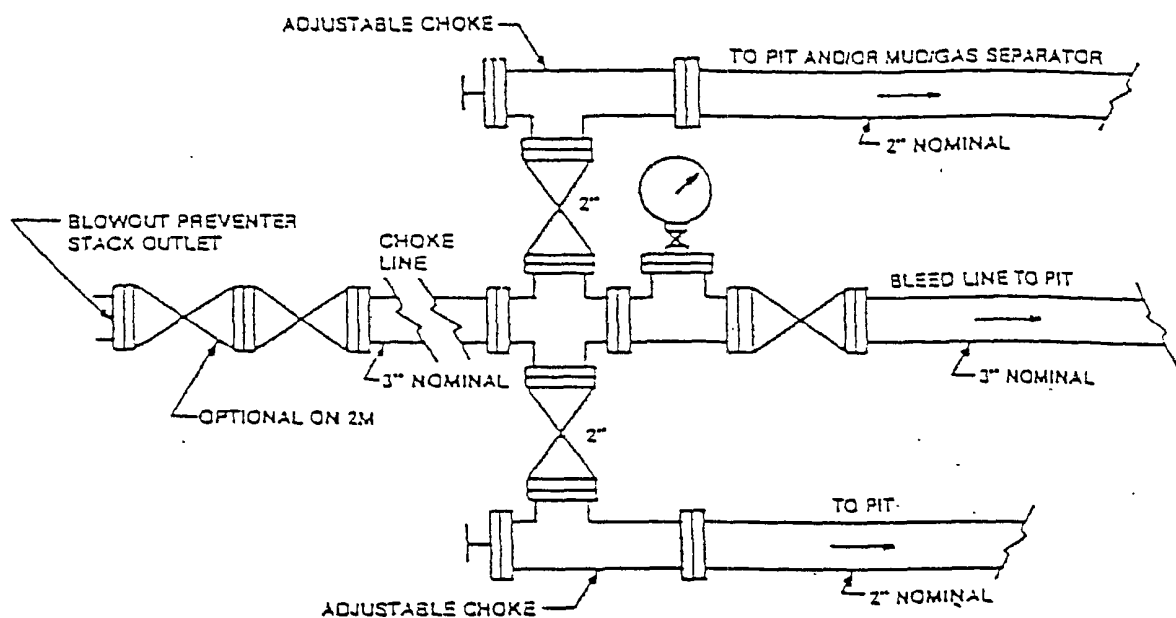 ADJUSTABLE CHOKE
TO PIT AND/OR MUD/GAS SEPARATOR
2" NOMINAL
2"
BLOWOUT PREVENTER
STACK OUTLET
CHOKE
LINE
BLEED LINE TO PIT
3" NOMINAL
3" NOMINAL
OPTIONAL ON 2M
2"
TO PIT
2" NOMINAL
ADJUSTABLE CHOKE